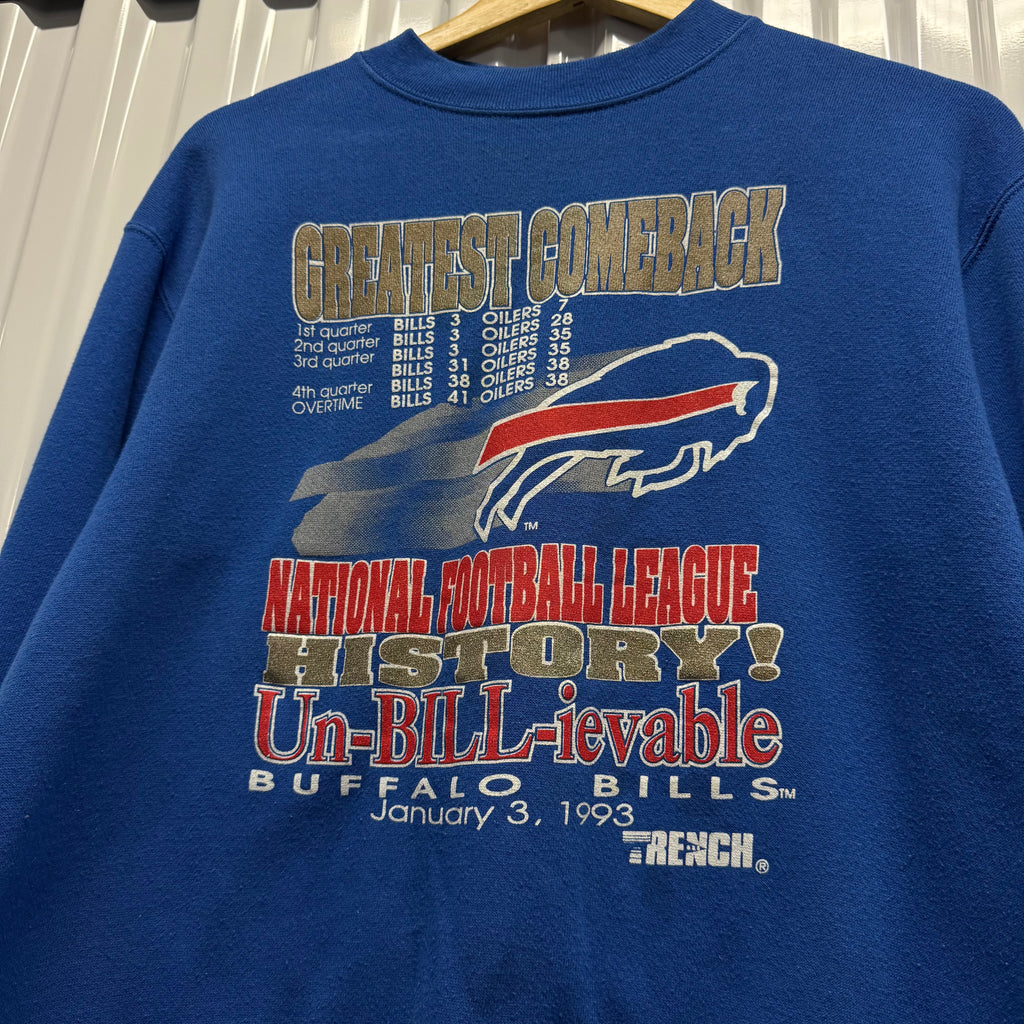 GREATEST COMEBACK
1st quarter BILLS 3 OILERS 7
2nd quarter BILLS 3 OILERS 28
3rd quarter BILLS 3 OILERS 35
BILLS 31 OILERS 35
4th quarter BILLS 38 OILERS 38
OVERTIME BILLS 41 OILERS 38
TM
NATIONAL FOOTBALL LEAGUE
HISTORY!
Un-BILL-ievable
BUFFALO BILLS TM
January 3, 1993
TRENCH ®